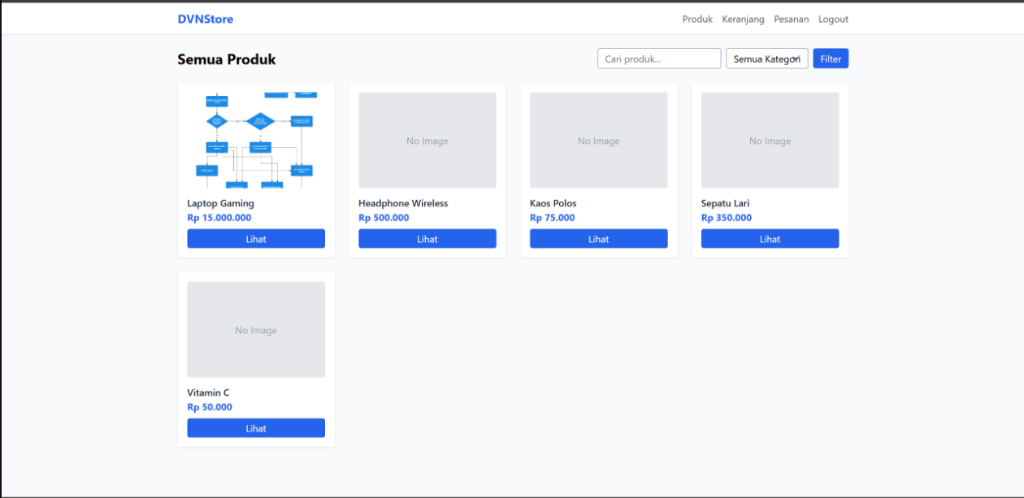 DVNStore
Produk Keranjang Pesanan Logout
Semua Produk
Cari produk...
Semua Kategori
Filter
No Image
No Image
No Image
Laptop Gaming
Rp 15.000.000
Lihat
Headphone Wireless
Rp 500.000
Lihat
Kaos Polos
Rp 75.000
Lihat
Sepatu Lari
Rp 350.000
Lihat
No Image
Vitamin C
Rp 50.000
Lihat